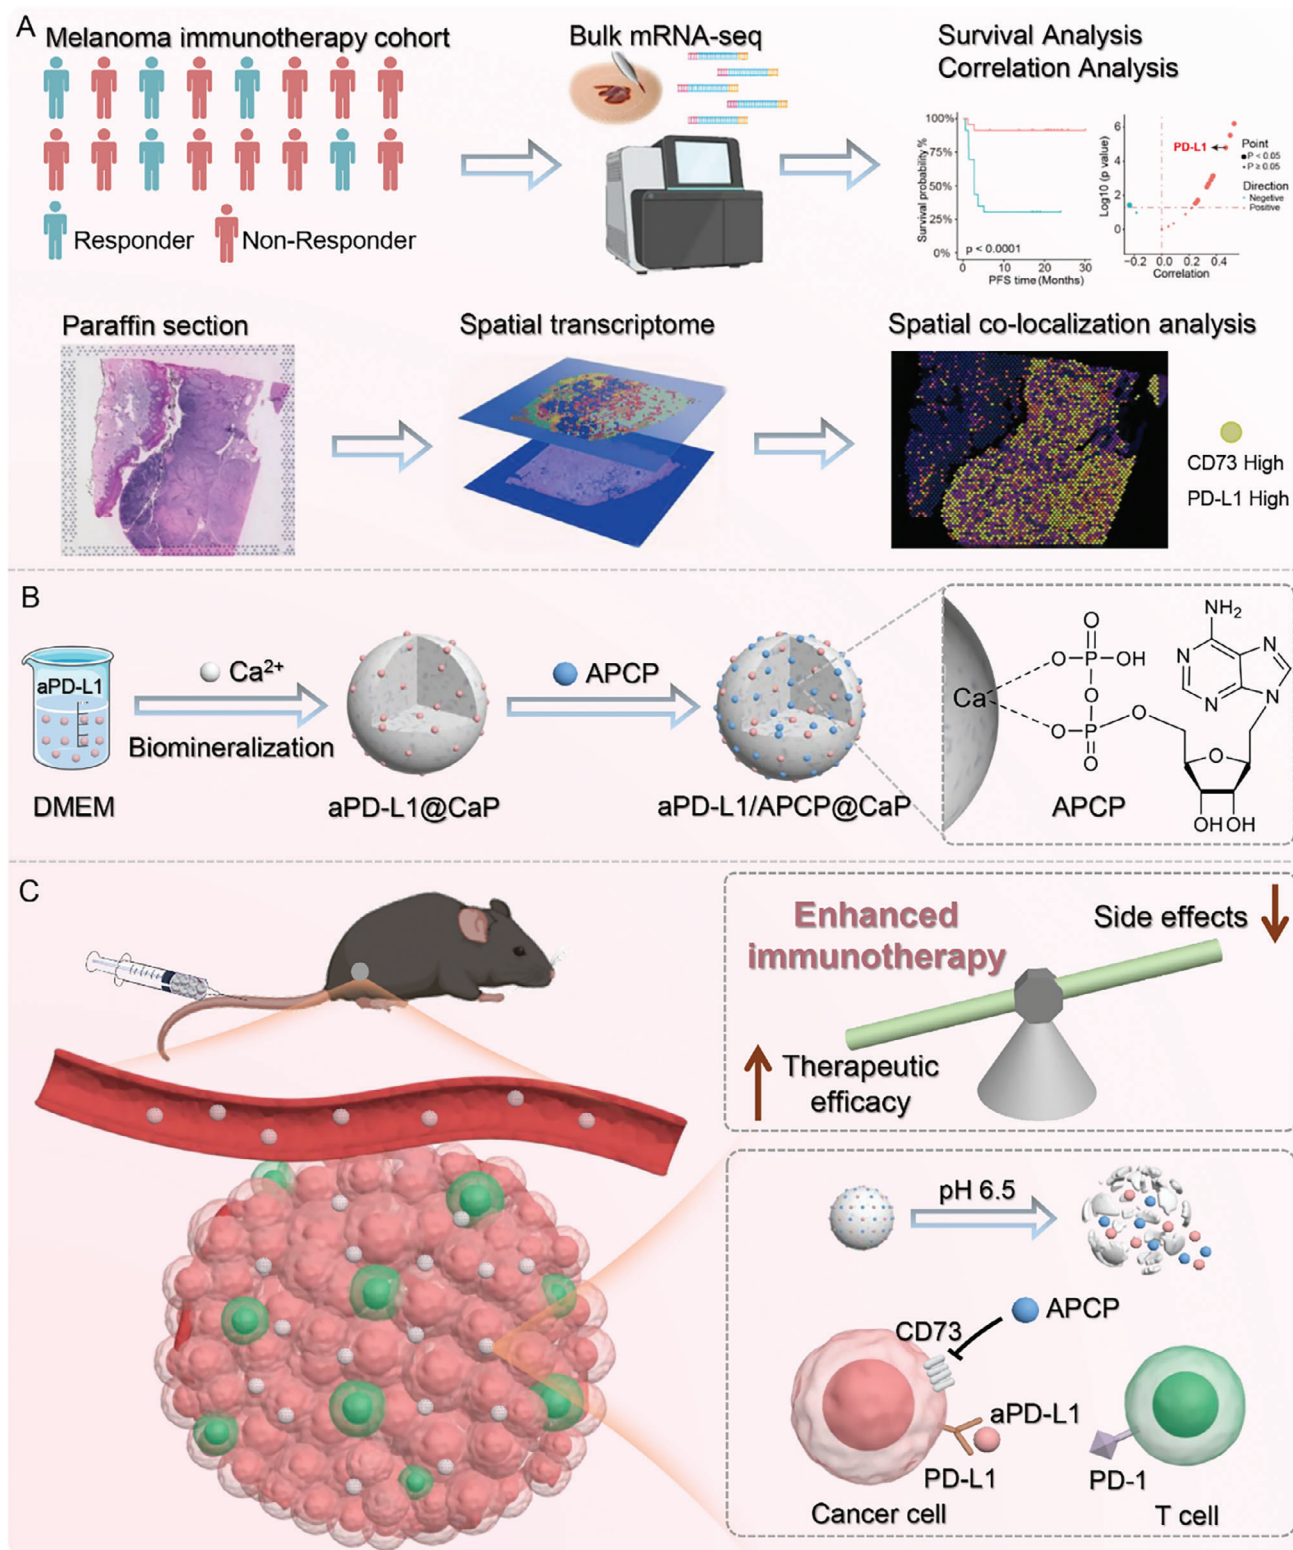 A
Melanoma immunotherapy cohort
Responder
Non-Responder
Bulk mRNA-seq
Survival Analysis
Correlation Analysis
Survival probability %
100%
75%
50%
25%
p < 0.0001
0
10
20
30
PFS time (Months)
Log10 (p value)
6
4
2
0
PD-L1
−0.2
0.0
0.2
0.4
Correlation
Point
P < 0.05
P ≥ 0.05
Direction
Negetive
Positive
Paraffin section
Spatial transcriptome
Spatial co-localization analysis
CD73 High
PD-L1 High
B
aPD-L1
DMEM
Ca2+
Biomineralization
aPD-L1@CaP
APCP
aPD-L1/APCP@CaP
Ca
O
O
P
OH
O
O
P
O
O
NH2
N
N
N
N
O
OH
OH
APCP
C
Enhanced
immunotherapy
Side effects
Therapeutic
efficacy
pH 6.5
APCP
CD73
aPD-L1
PD-L1
PD-1
Cancer cell
T cell